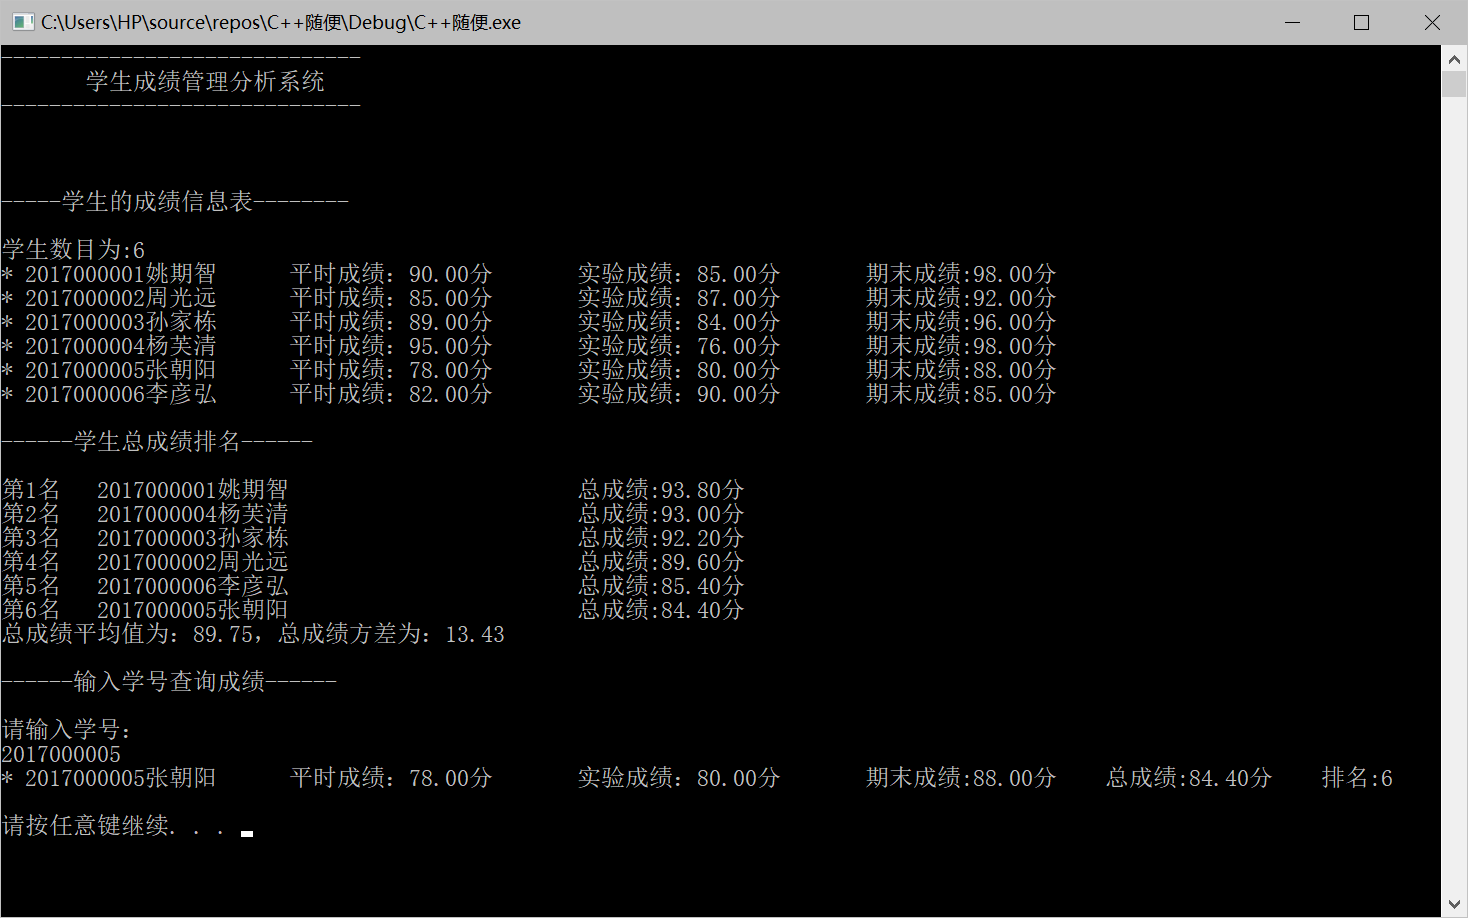 C:\Users\HP\source\repos\C++随便\Debug\C++随便.exe
------------------------------
学生成绩管理分析系统
------------------------------
-----学生的成绩信息表--------
学生数目为:6
* 2017000001姚期智 平时成绩：90.00分 实验成绩：85.00分 期末成绩:98.00分
* 2017000002周光远 平时成绩：85.00分 实验成绩：87.00分 期末成绩:92.00分
* 2017000003孙家栋 平时成绩：89.00分 实验成绩：84.00分 期末成绩:96.00分
* 2017000004杨芙清 平时成绩：95.00分 实验成绩：76.00分 期末成绩:98.00分
* 2017000005张朝阳 平时成绩：78.00分 实验成绩：80.00分 期末成绩:88.00分
* 2017000006李彦弘 平时成绩：82.00分 实验成绩：90.00分 期末成绩:85.00分
------学生总成绩排名------
第1名 2017000001姚期智 总成绩:93.80分
第2名 2017000004杨芙清 总成绩:93.00分
第3名 2017000003孙家栋 总成绩:92.20分
第4名 2017000002周光远 总成绩:89.60分
第5名 2017000006李彦弘 总成绩:85.40分
第6名 2017000005张朝阳 总成绩:84.40分
总成绩平均值为：89.75，总成绩方差为：13.43
------输入学号查询成绩------
请输入学号：
2017000005
* 2017000005张朝阳 平时成绩：78.00分 实验成绩：80.00分 期末成绩:88.00分 总成绩:84.40分 排名:6
请按任意键继续. . .